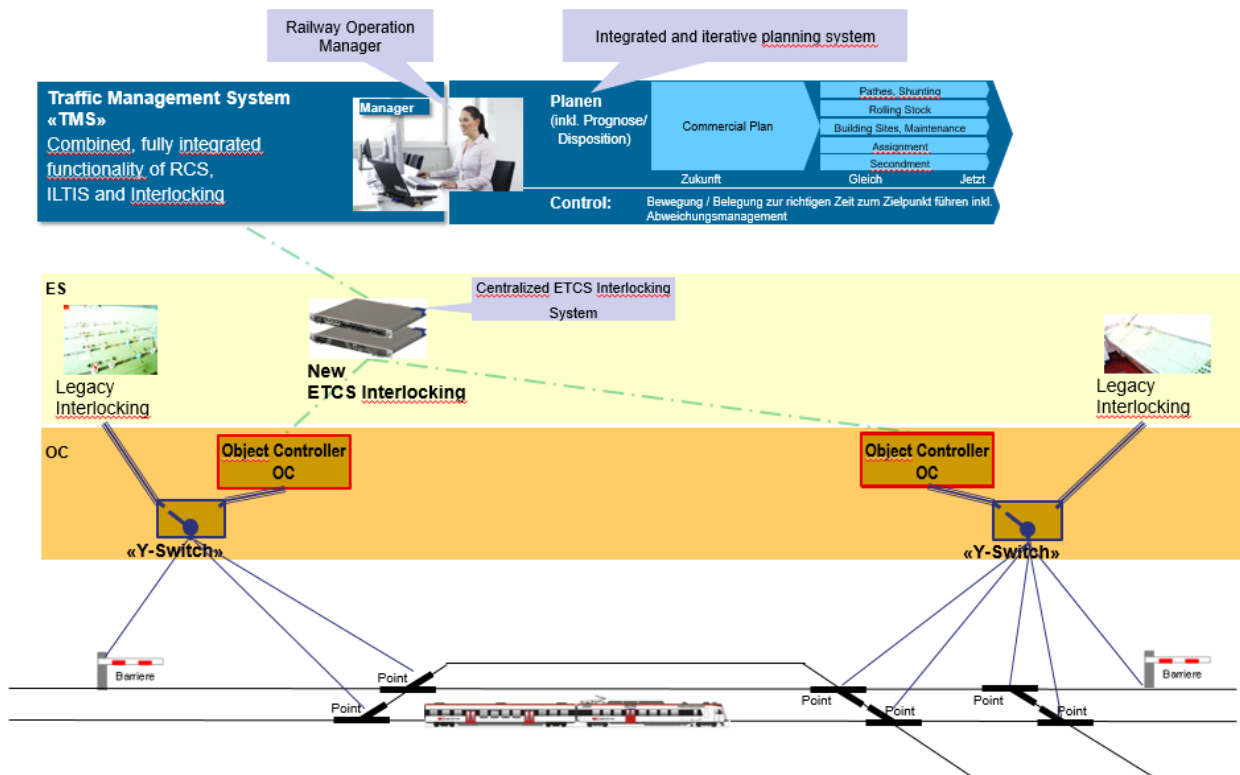 Railway Operation
Manager
Integrated and iterative planning system
Traffic Management System
«TMS»
Combined, fully integrated
functionality of RCS,
ILTIS and Interlocking
Manager
Planen
(inkl. Prognose/
Disposition)
Commercial Plan
Pathes, Shunting
Rolling Stock
Building Sites, Maintenance
Assignment
Secondment
Zukunft
Gleich
Jetzt
Control:
Bewegung / Belegung zur richtigen Zeit zum Zielpunkt führen inkl.
Abweichungsmanagement
ES
Centralized ETCS Interlocking
System
Legacy
Interlocking
New
ETCS Interlocking
Legacy
Interlocking
OC
Object Controller
OC
Object Controller
OC
«Y-Switch»
«Y-Switch»
Barriere
Point
Point
Point
Point
Point
Point
Barriere